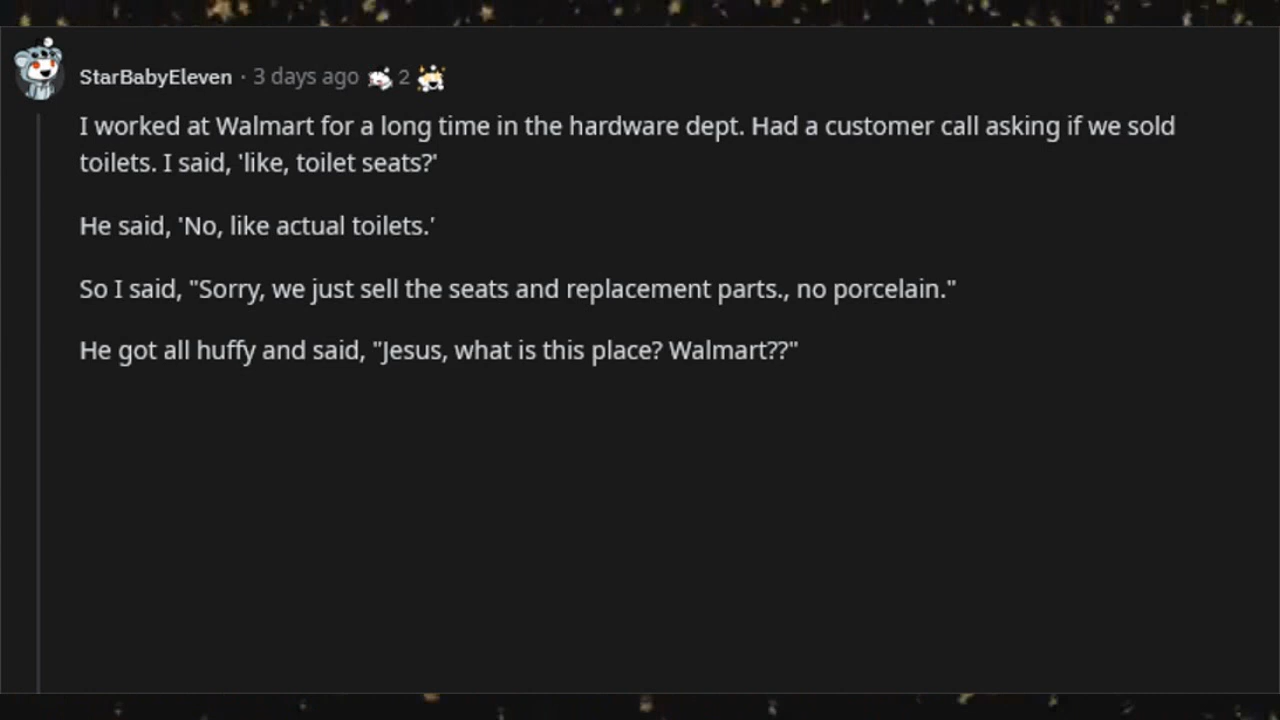 StarBabyEleven · 3 days ago 2
I worked at Walmart for a long time in the hardware dept. Had a customer call asking if we sold
toilets. I said, 'like, toilet seats?'
He said, 'No, like actual toilets.'
So I said, "Sorry, we just sell the seats and replacement parts., no porcelain."
He got all huffy and said, "Jesus, what is this place? Walmart??"